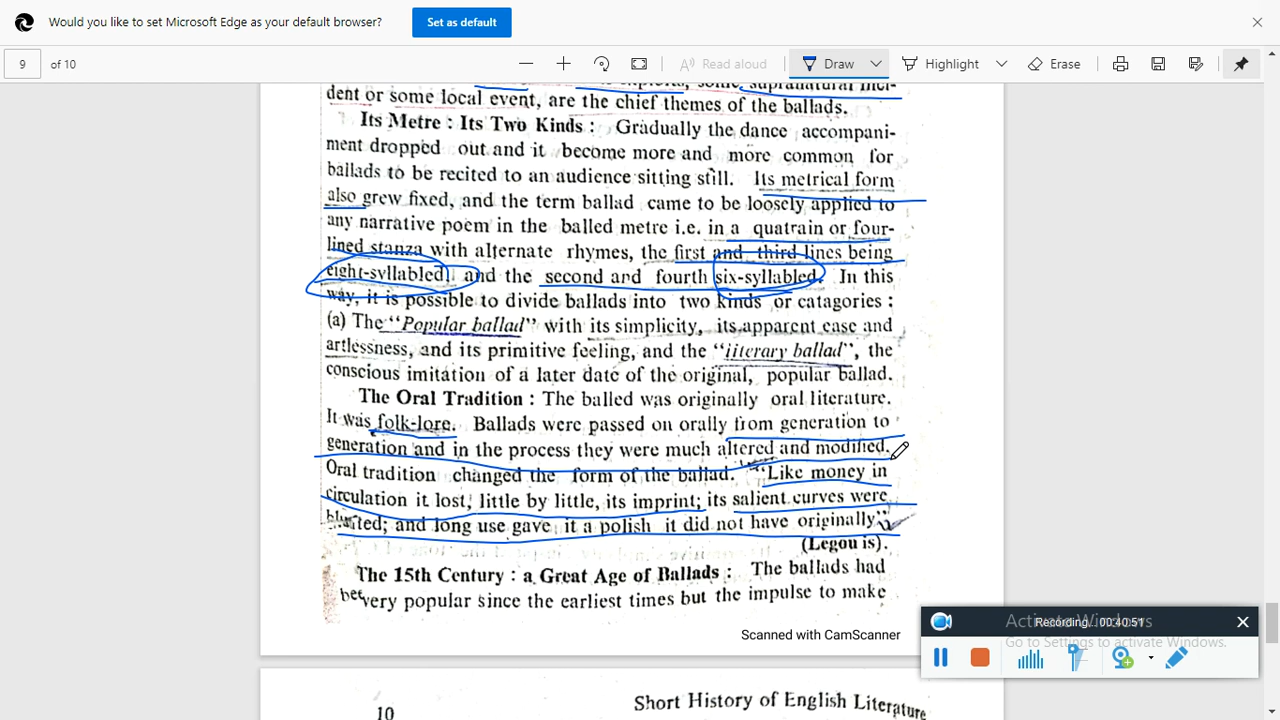 Would you like to set Microsoft Edge as your default browser?
Set as default
9
of 10
Read aloud
Draw
Highlight
Erase
some supranatural inci-
dent or some local event, are the chief themes of the ballads.
Its Metre : Its Two Kinds : Gradually the dance accompani-
ment dropped out and it become more and more common for
ballads to be recited to an audience sitting still. Its metrical form
also grew fixed, and the term ballad came to be loosely applied to
any narrative poem in the balled metre i.e. in a quatrain or four-
lined stanza with alternate rhymes, the first and third lines being
eight-syllabled and the second and fourth six-syllabled. In this
way, it is possible to divide ballads into two kinds or catagories :
(a) The “Popular ballad” with its simplicity, its apparent ease and
artlessness, and its primitive feeling, and the “literary ballad”, the
conscious imitation of a later date of the original, popular ballad.
The Oral Tradition : The balled was originally oral literature.
It was folk-lore. Ballads were passed on orally from generation to
generation and in the process they were much altered and modified.
Oral tradition changed the form of the ballad. “Like money in
circulation it lost, little by little, its imprint; its salient curves were
blunted; and long use gave it a polish it did not have originally”
(Legouis).
The 15th Century : a Great Age of Ballads : The ballads had
been very popular since the earliest times but the impulse to make
Scanned with CamScanner
10
Short History of English Literature
Recording... 00:40:51
Activate Windows
Go to Settings to activate Windows.